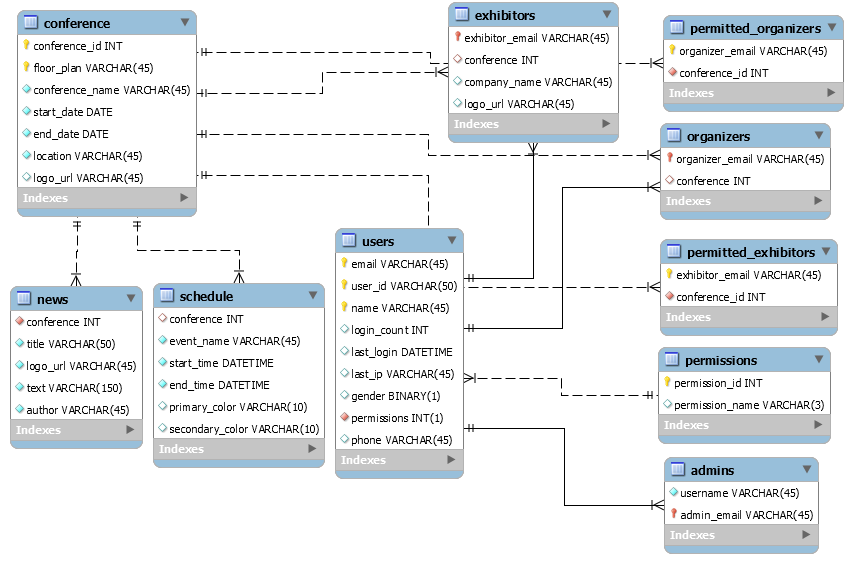 conference
conference_id INT
floor_plan VARCHAR(45)
conference_name VARCHAR(45)
start_date DATE
end_date DATE
location VARCHAR(45)
logo_url VARCHAR(45)
Indexes
exhibitors
exhibitor_email VARCHAR(45)
conference INT
company_name VARCHAR(45)
logo_url VARCHAR(45)
Indexes
permitted_organizers
organizer_email VARCHAR(45)
conference_id INT
Indexes
organizers
organizer_email VARCHAR(45)
conference INT
Indexes
users
email VARCHAR(45)
user_id VARCHAR(50)
name VARCHAR(45)
login_count INT
last_login DATETIME
last_ip VARCHAR(45)
gender BINARY(1)
permissions INT(1)
phone VARCHAR(45)
Indexes
permitted_exhibitors
exhibitor_email VARCHAR(45)
conference_id INT
Indexes
news
conference INT
title VARCHAR(50)
logo_url VARCHAR(45)
text VARCHAR(150)
author VARCHAR(45)
Indexes
schedule
conference INT
event_name VARCHAR(45)
start_time DATETIME
end_time DATETIME
primary_color VARCHAR(10)
secondary_color VARCHAR(10)
Indexes
permissions
permission_id INT
permission_name VARCHAR(3)
Indexes
admins
username VARCHAR(45)
admin_email VARCHAR(45)
Indexes